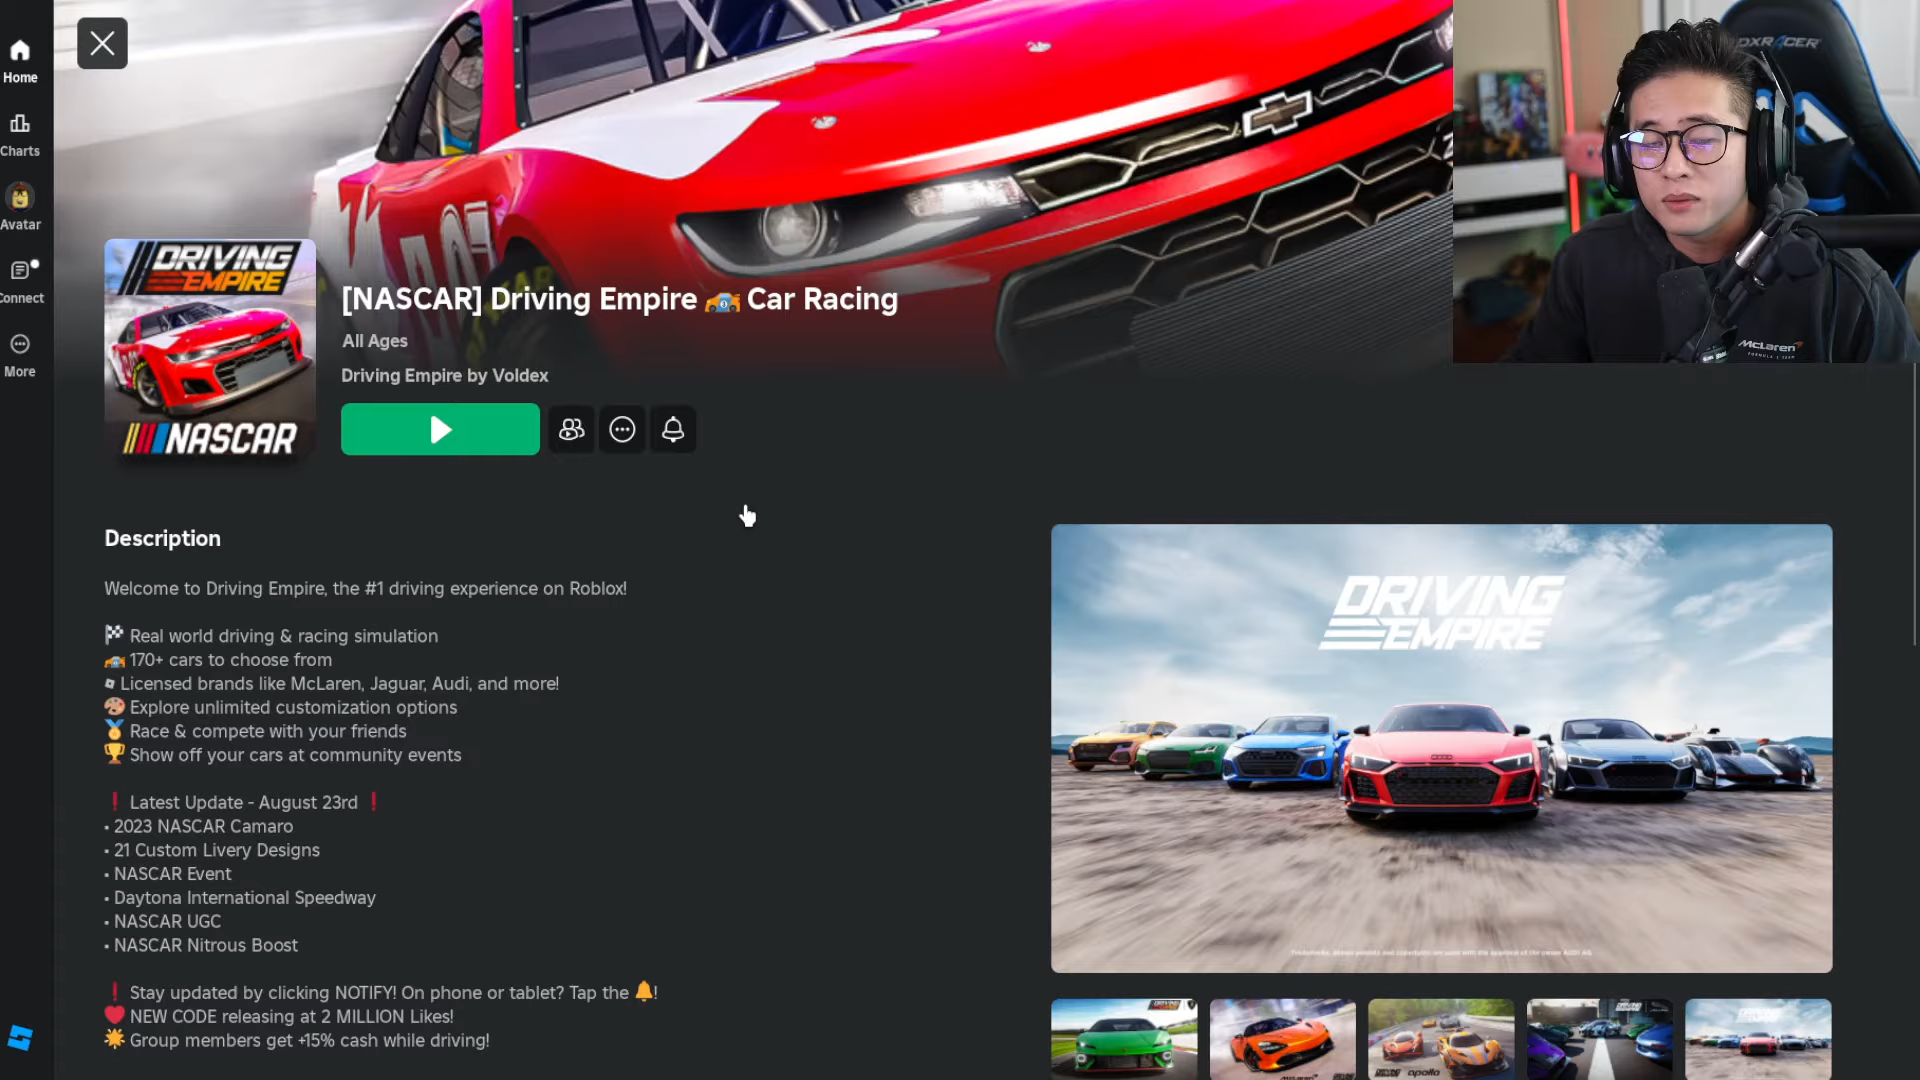 Home
Charts
Avatar
Connect
More
DRIVING
EMPIRE
NASCAR
[NASCAR] Driving Empire 🏎️ Car Racing
All Ages
Driving Empire by Voldex
Description
Welcome to Driving Empire, the #1 driving experience on Roblox!
🏁 Real world driving & racing simulation
🏎️ 170+ cars to choose from
Licensed brands like McLaren, Jaguar, Audi, and more!
🎨 Explore unlimited customization options
🏅 Race & compete with your friends
🏆 Show off your cars at community events
❗ Latest Update - August 23rd ❗
• 2023 NASCAR Camaro
• 21 Custom Livery Designs
• NASCAR Event
• Daytona International Speedway
• NASCAR UGC
• NASCAR Nitrous Boost
❗ Stay updated by clicking NOTIFY! On phone or tablet? Tap the 🔔!
❤️ NEW CODE releasing at 2 MILLION Likes!
🌟 Group members get +15% cash while driving!
DXRACER
McLaren
DRIVING
EMPIRE
apollo